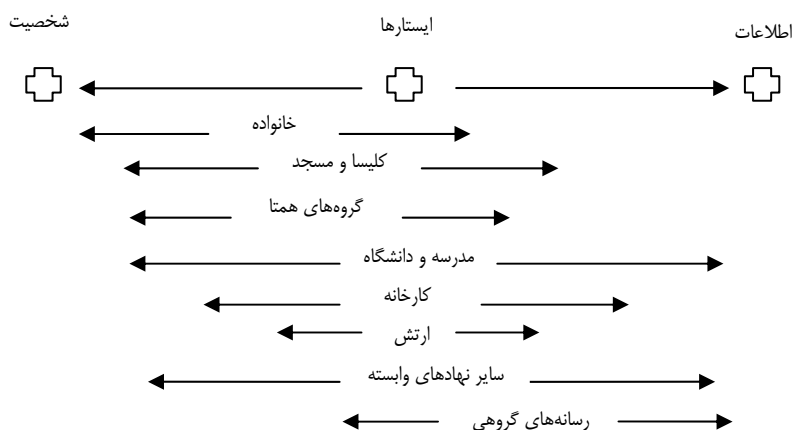 اطلاعات ایستارها شخصیت
خانواده
کلیسا و مسجد
گروه‌های همتا
مدرسه و دانشگاه
کارخانه
ارتش
سایر نهادهای وابسته
رسانه‌های گروهی